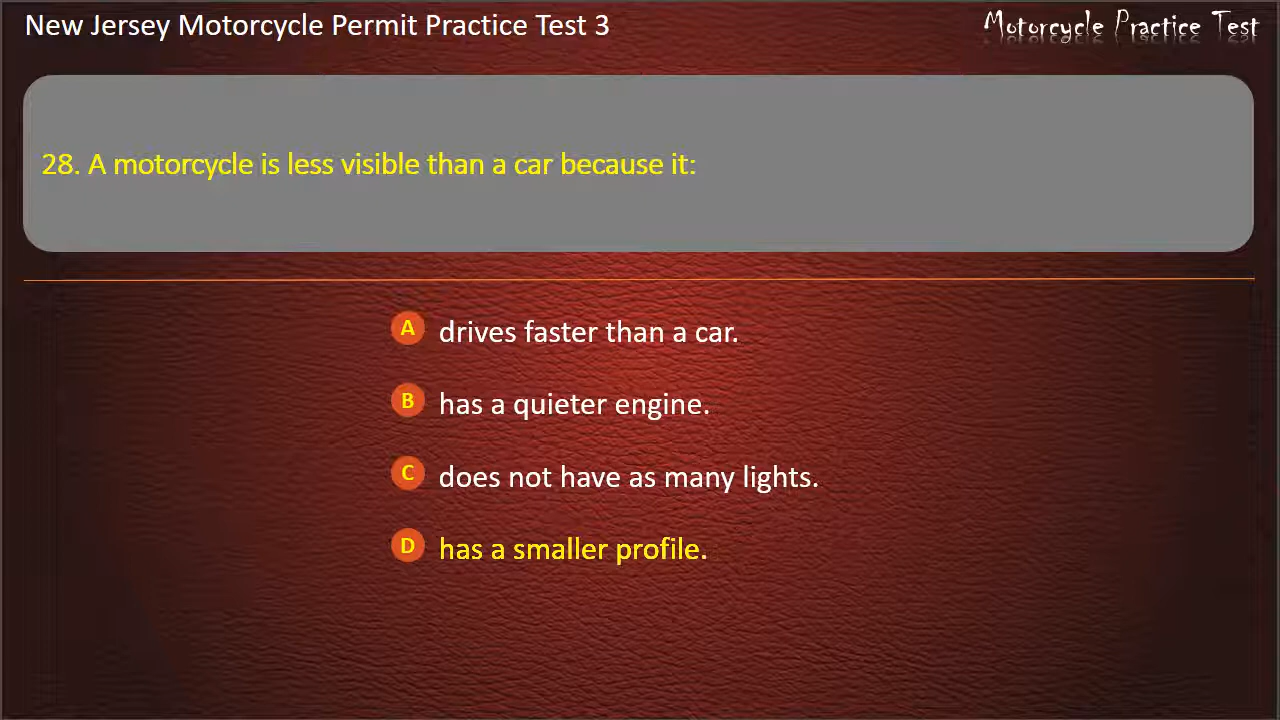 New Jersey Motorcycle Permit Practice Test 3
Motorcycle Practice Test
28. A motorcycle is less visible than a car because it:
A drives faster than a car.
B has a quieter engine.
C does not have as many lights.
D has a smaller profile.